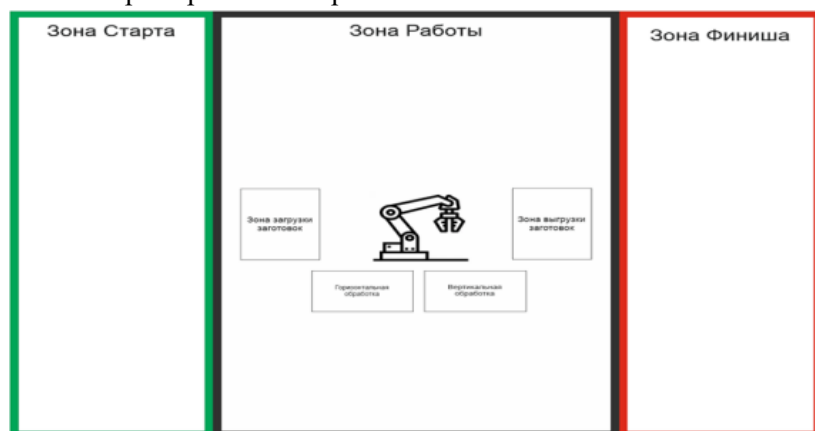 Зона Старта
Зона Работы
Зона Финиша
Зона загрузки
заготовок
Зона выгрузки
заготовок
Горизонтальная
обработка
Вертикальная
обработка